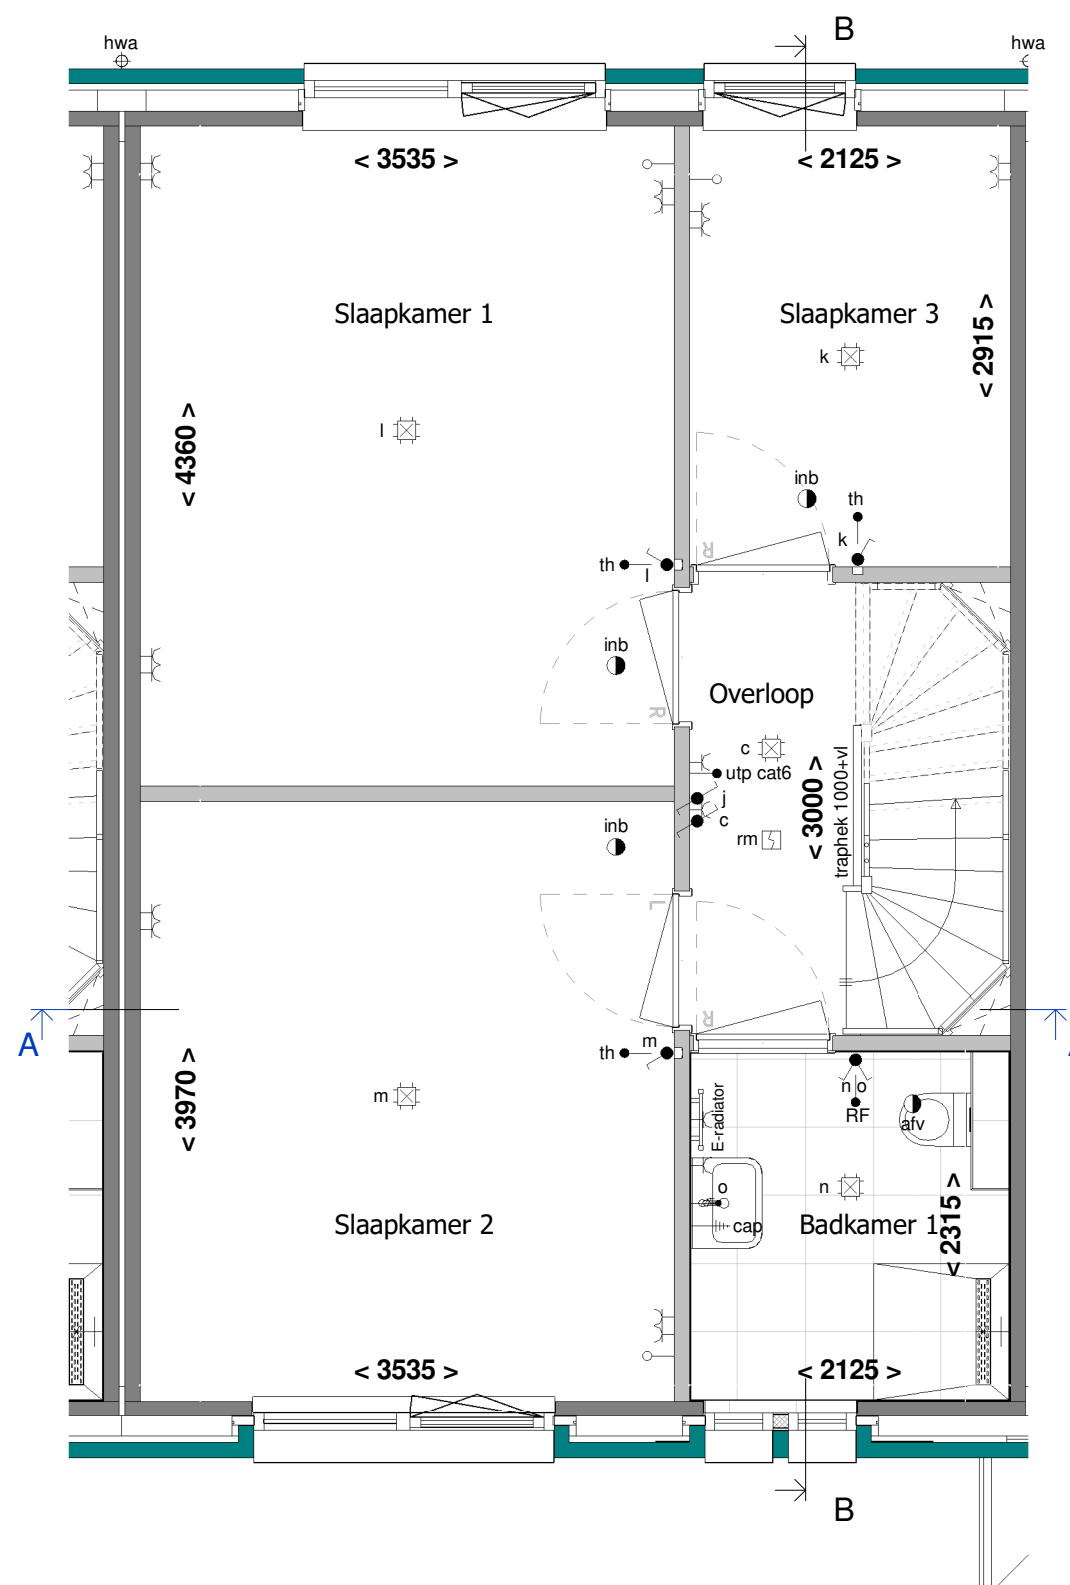 B
hwa
hwa
< 3535 >
< 2125 >
Slaapkamer 1
Slaapkamer 3
< 2915 >
k
l
< 4360 >
inb
th
k
R
th
l
inb
R
Overloop
c
utp cat6
j
c
< 3000 >
traphek 1000+vl
rm
inb
L
R
A
th
m
n o
RF
afv
E-radiator
< 3970 >
m
o
n
cap
Slaapkamer 2
Badkamer 1
< 2315 >
< 3535 >
< 2125 >
B